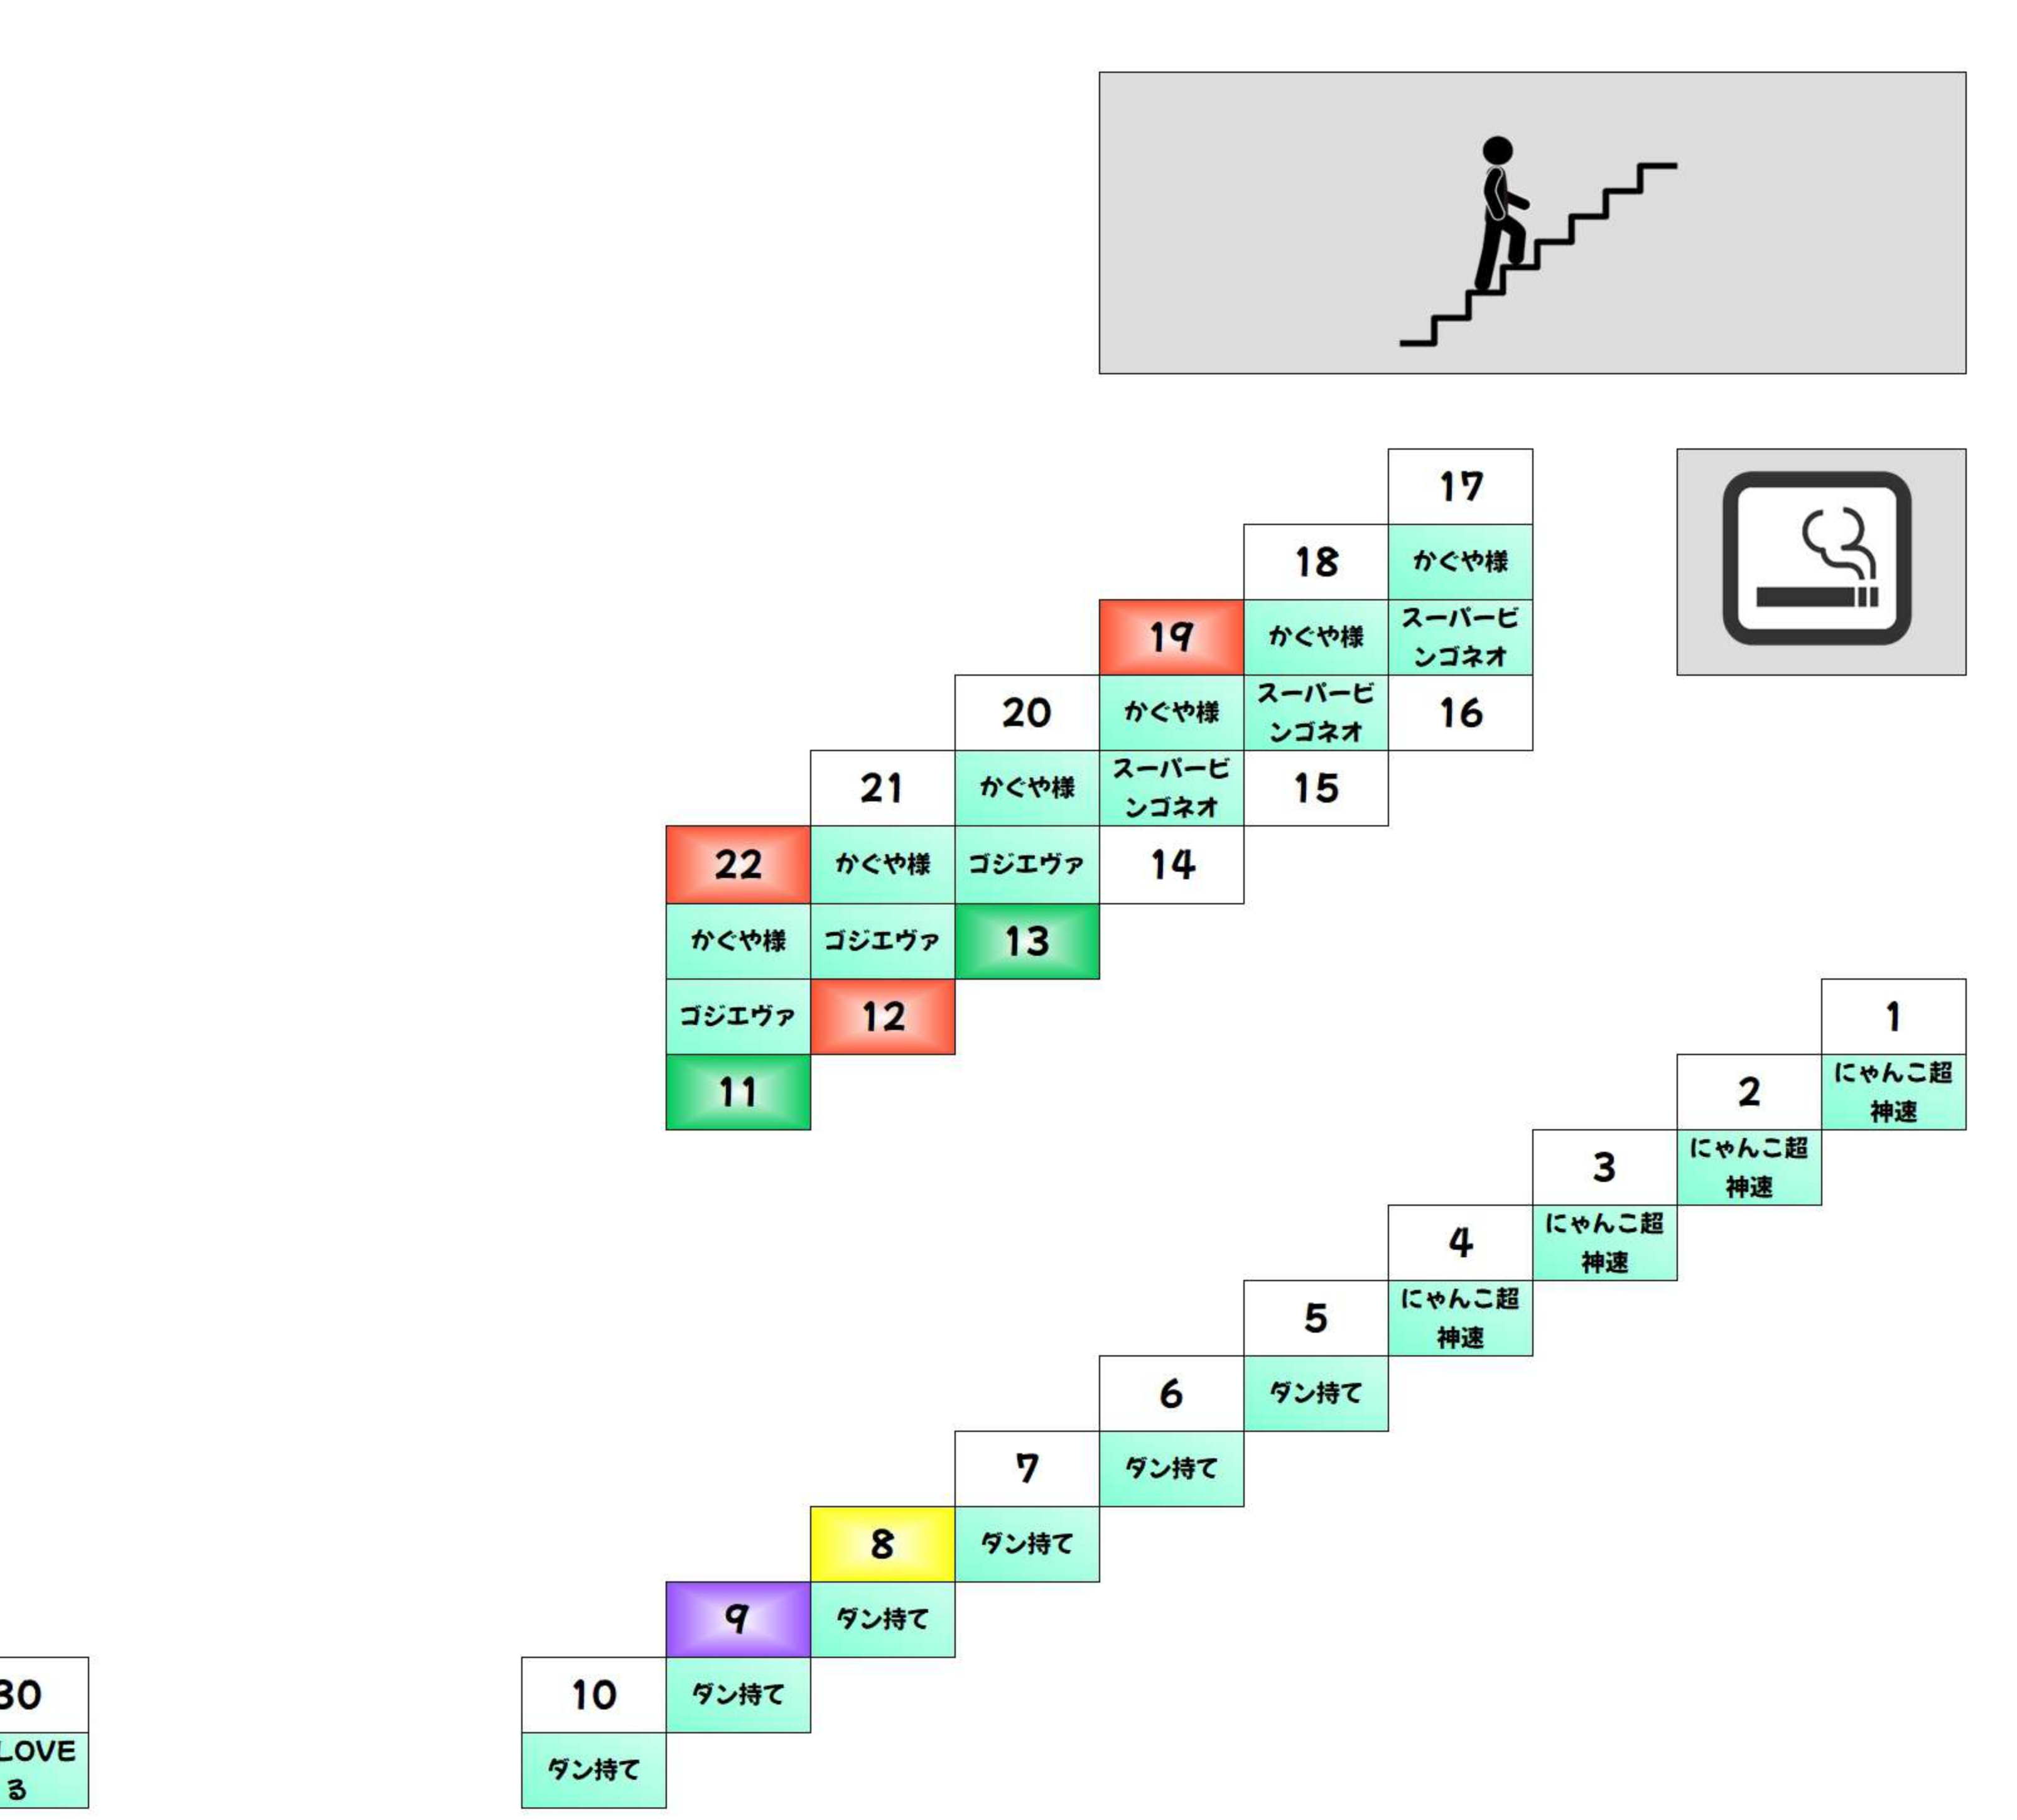 17
18
かぐや様
19
かぐや様
スーパービ
ンゴネオ
20
かぐや様
スーパービ
ンゴネオ
16
21
かぐや様
スーパービ
ンゴネオ
15
22
かぐや様
ゴジエヴァ
14
かぐや様
ゴジエヴァ
13
ゴジエヴァ
12
1
11
2
にゃんこ超
神速
3
にゃんこ超
神速
4
にゃんこ超
神速
5
にゃんこ超
神速
6
ダン持て
7
ダン持て
8
ダン持て
9
ダン持て
30
10
ダン持て
LOVE
る
ダン持て